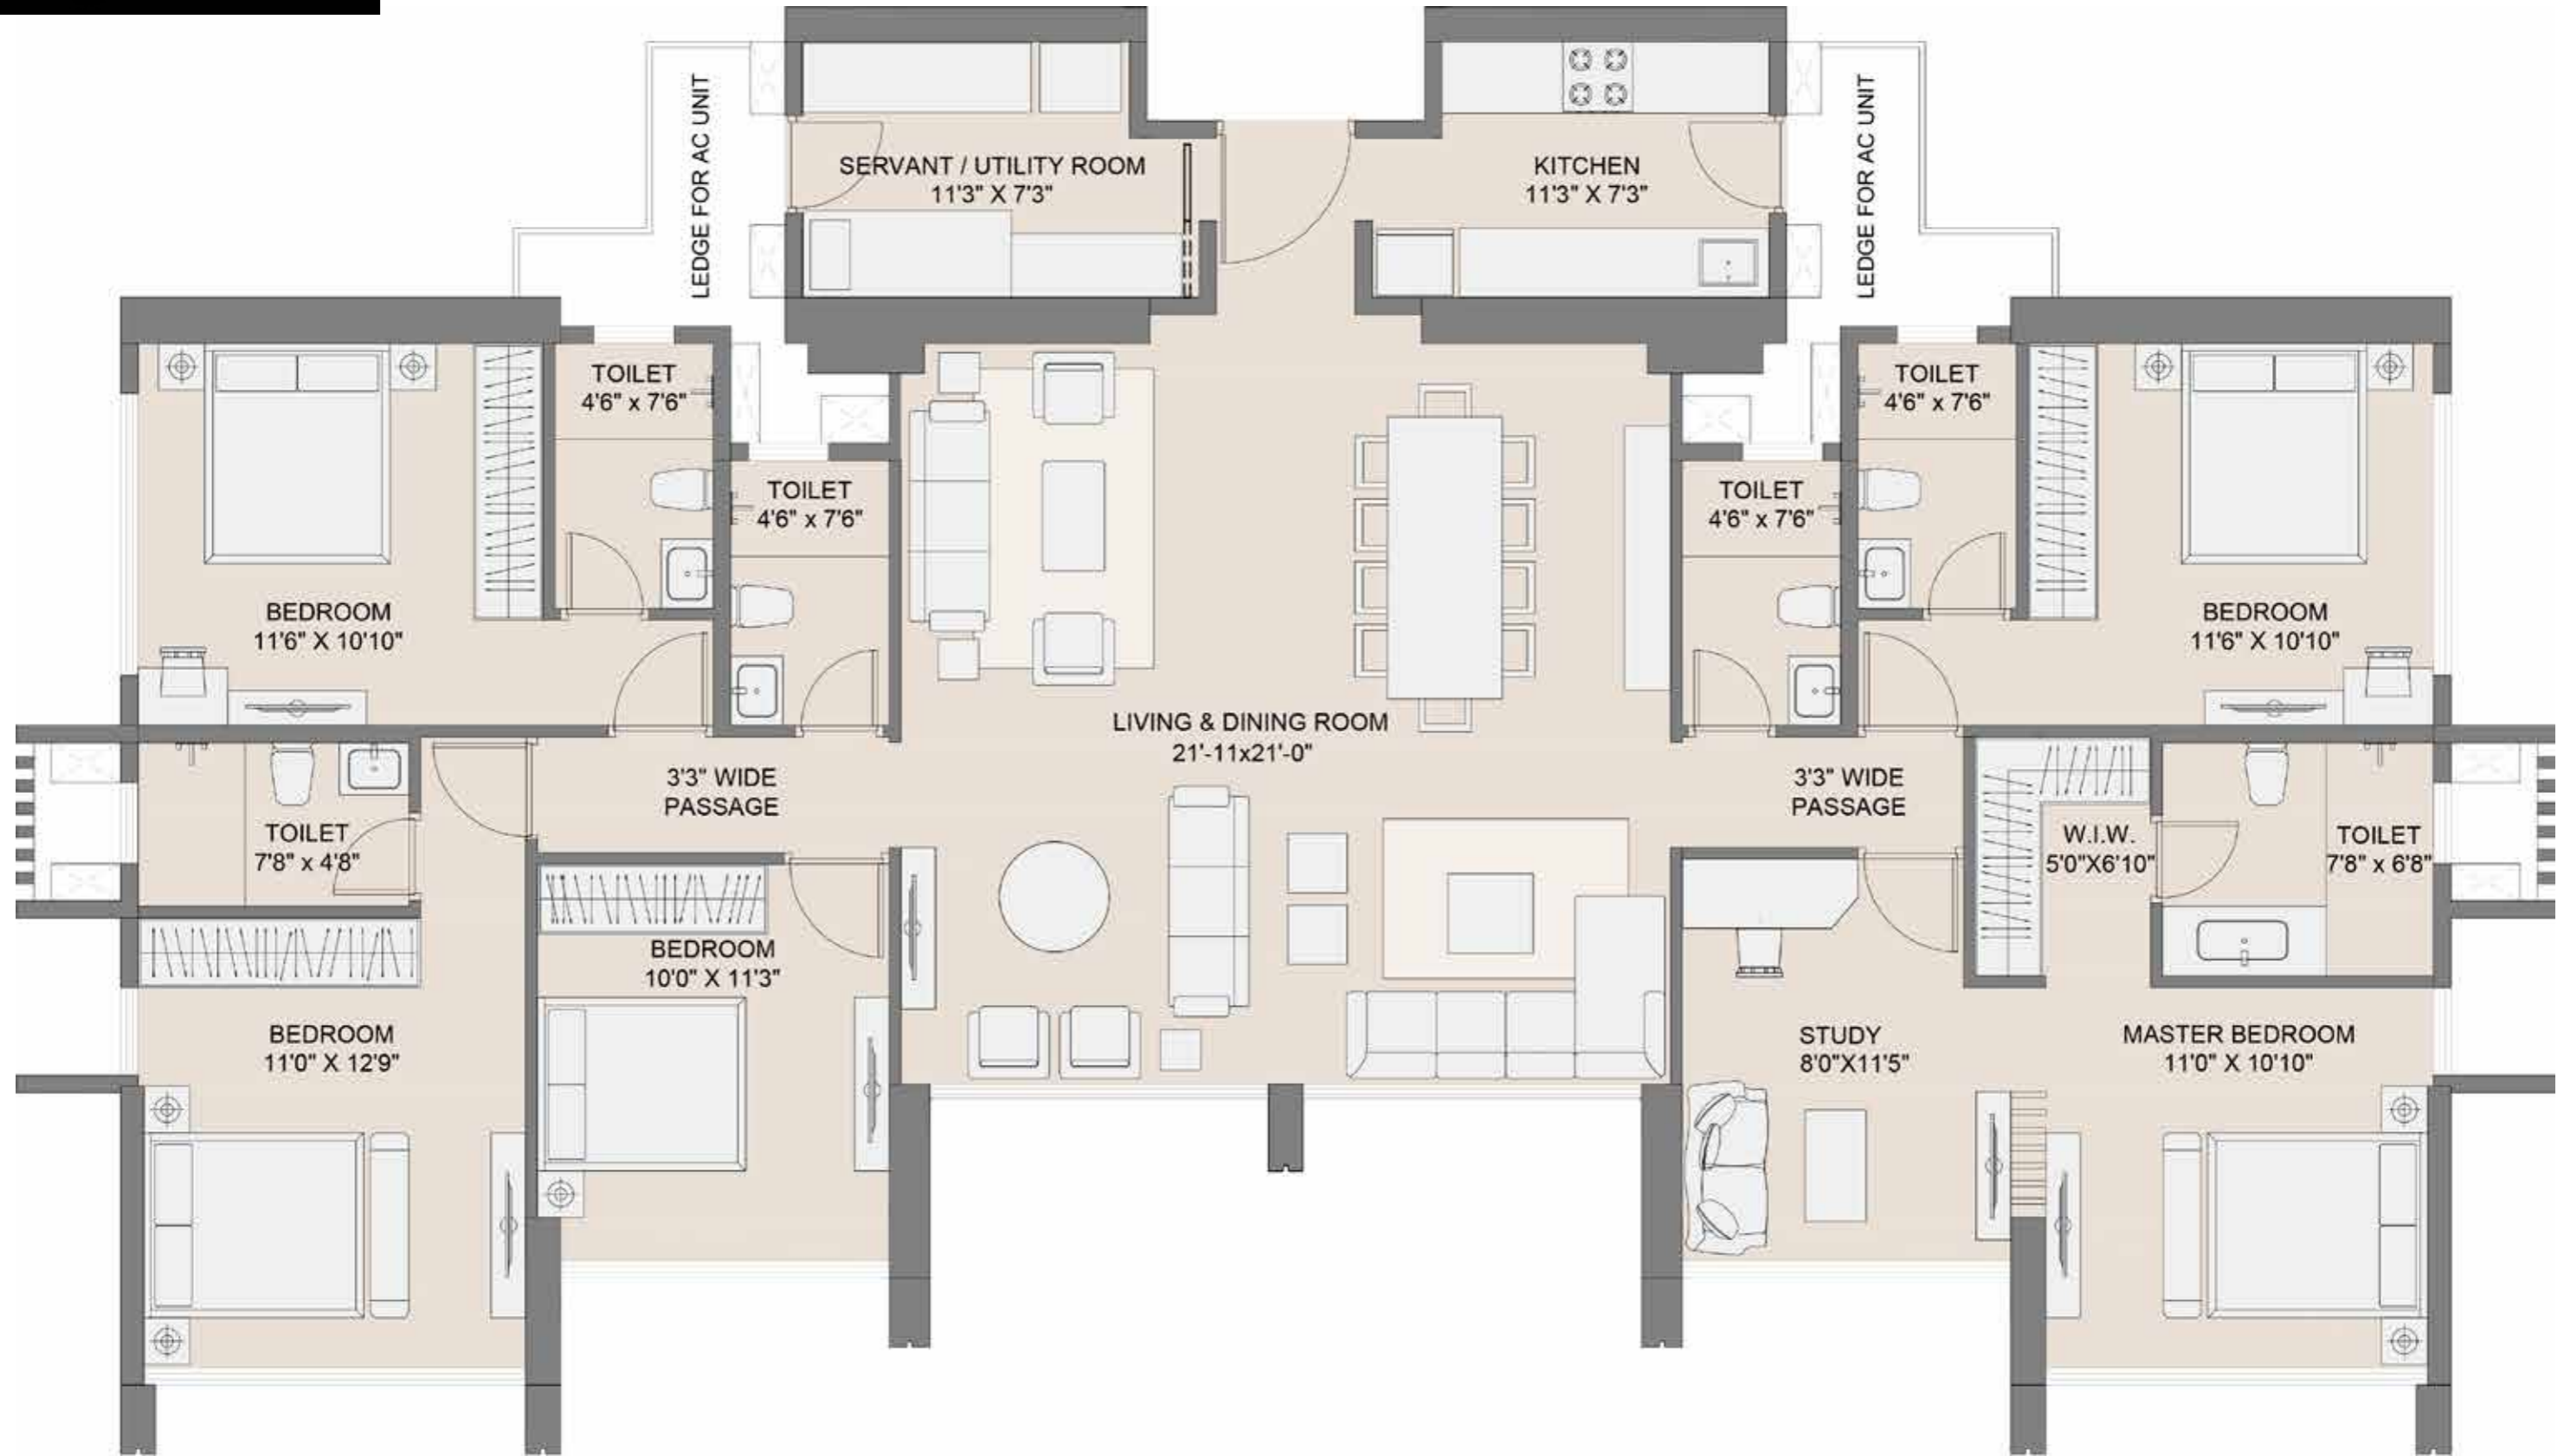 LEDGE FOR AC UNIT
SERVANT / UTILITY ROOM
11'3" X 7'3"
KITCHEN
11'3" X 7'3"
LEDGE FOR AC UNIT
TOILET
4'6" x 7'6"
TOILET
4'6" x 7'6"
TOILET
4'6" x 7'6"
TOILET
4'6" x 7'6"
BEDROOM
11'6" X 10'10"
BEDROOM
11'6" X 10'10"
LIVING & DINING ROOM
21'-11x21'-0"
3'3" WIDE
PASSAGE
3'3" WIDE
PASSAGE
TOILET
7'8" x 4'8"
W.I.W.
5'0"X6'10"
TOILET
7'8" x 6'8"
BEDROOM
10'0" X 11'3"
BEDROOM
11'0" X 12'9"
STUDY
8'0"X11'5"
MASTER BEDROOM
11'0" X 10'10"